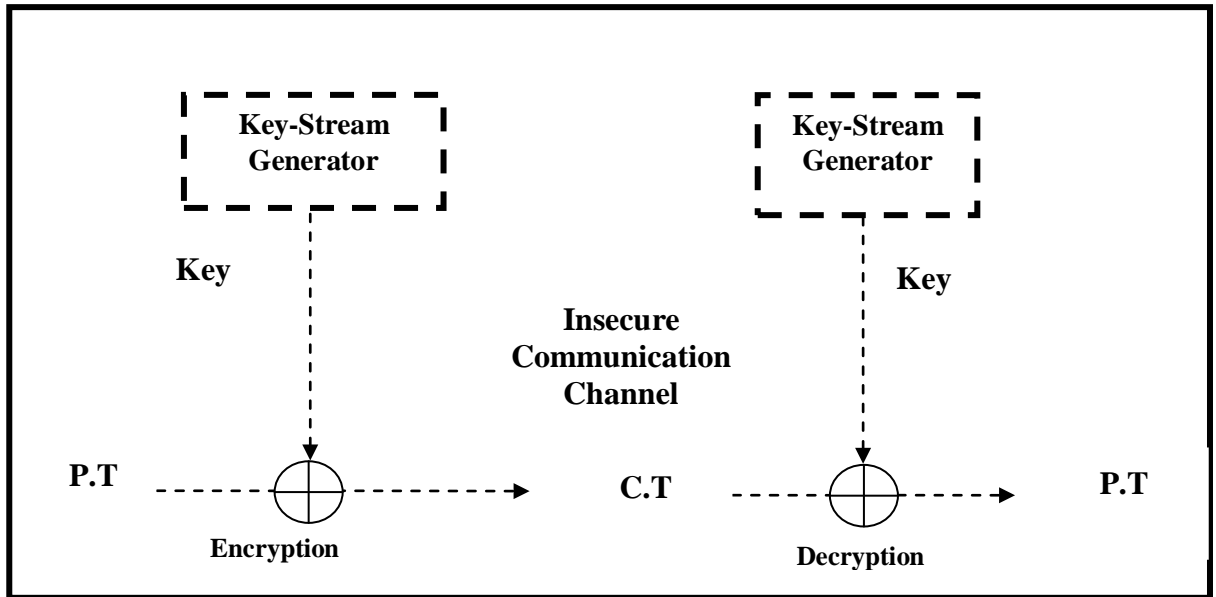 Key-Stream
Generator
Key-Stream
Generator
Key
Key
Insecure
Communication
Channel
P.T
C.T
P.T
Encryption
Decryption